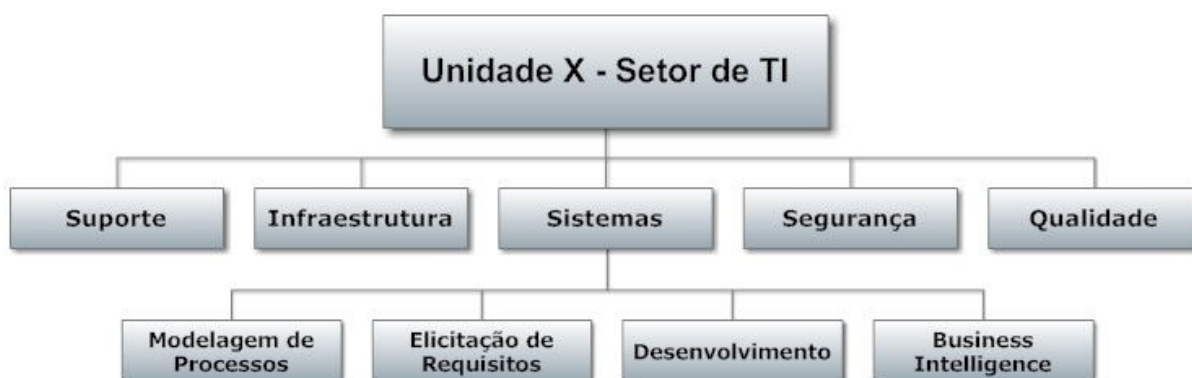 Unidade X - Setor de TI
Suporte
Infraestrutura
Sistemas
Segurança
Qualidade
Modelagem de
Processos
Elicitação de
Requisitos
Desenvolvimento
Business
Intelligence